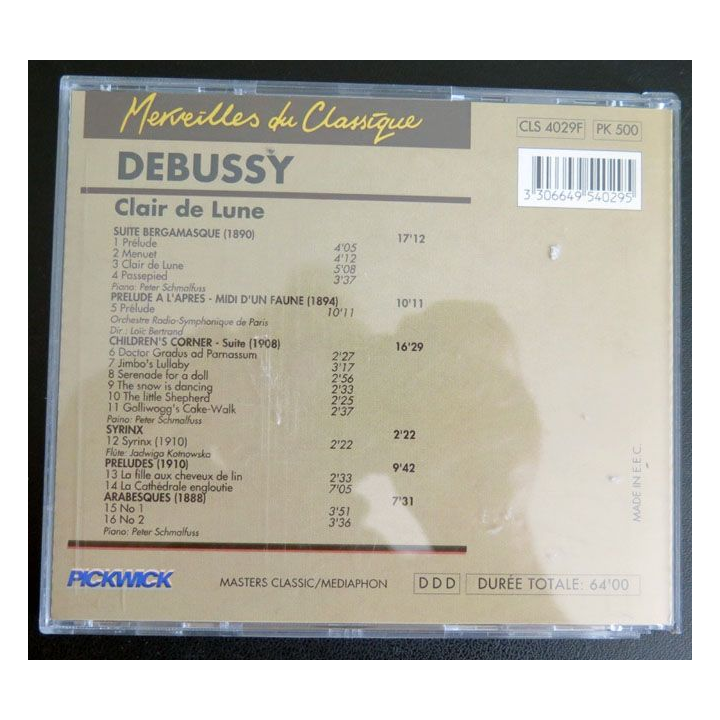 Merveilles du Classique
CLS 4029F PK 500
DEBUSSY
3 306649 540295
Clair de Lune
SUITE BERGAMASQUE (1890) 17'12
1 Prélude 4'05
2 Menuet 4'12
3 Clair de Lune 5'08
4 Passepied 3'37
Piano: Peter Schmalfuss
PRELUDE A L'APRES - MIDI D'UN FAUNE (1894) 10'11
5 Prélude 10'11
Orchestre Radio-Symphonique de Paris
Dir.: Loïc Bertrand
CHILDREN'S CORNER - Suite (1908) 16'29
6 Doctor Gradus ad Parnassum 2'27
7 Jimbo's Lullaby 3'17
8 Serenade for a doll 2'56
9 The snow is dancing 2'33
10 The little Shepherd 2'25
11 Galliwogg's Cake-Walk 2'37
Paino: Peter Schmalfuss
SYRINX 2'22
12 Syrinx (1910) 2'22
Flûte: Jadwiga Kotnowska
PRELUDES (1910) 9'42
13 La fille aux cheveux de lin 2'33
14 La Cathédrale engloutie 7'05
ARABESQUES (1888) 7'31
15 No 1 3'51
16 No 2 3'36
Piano: Peter Schmalfuss
MADE IN E.E.C.
PICKWICK
MASTERS CLASSIC/MEDIAPHON
DDD
DURÉE TOTALE: 64'00